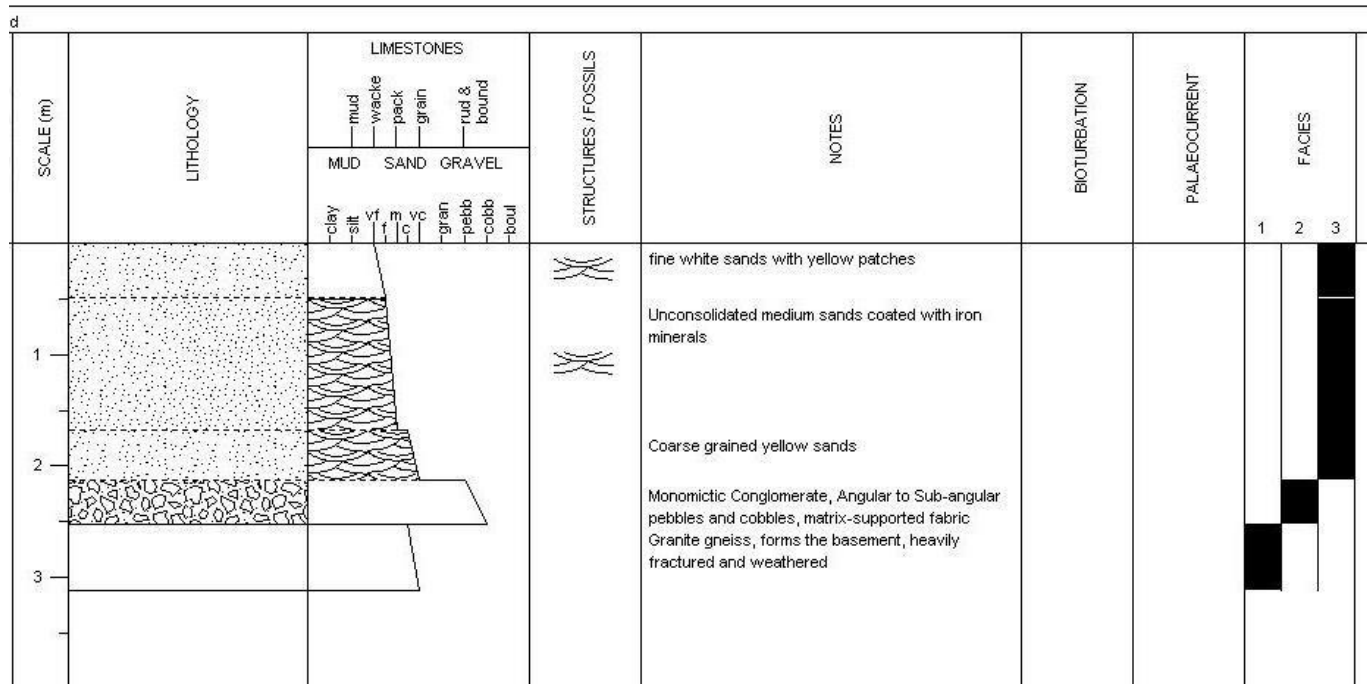 d
SCALE (m)
LITHOLOGY
LIMESTONES
mud
wacke
pack
grain
rud &
bound
MUD SAND GRAVEL
clay
silt
vf
f
m
c
vc
gran
pebb
cobb
boul
STRUCTURES / FOSSILS
NOTES
BIOTURBATION
PALAEOCURRENT
FACIES
1 2 3
fine white sands with yellow patches
Unconsolidated medium sands coated with iron
minerals
1
Coarse grained yellow sands
2
Monomictic Conglomerate, Angular to Sub-angular
pebbles and cobbles, matrix-supported fabric
Granite gneiss, forms the basement, heavily
fractured and weathered
3